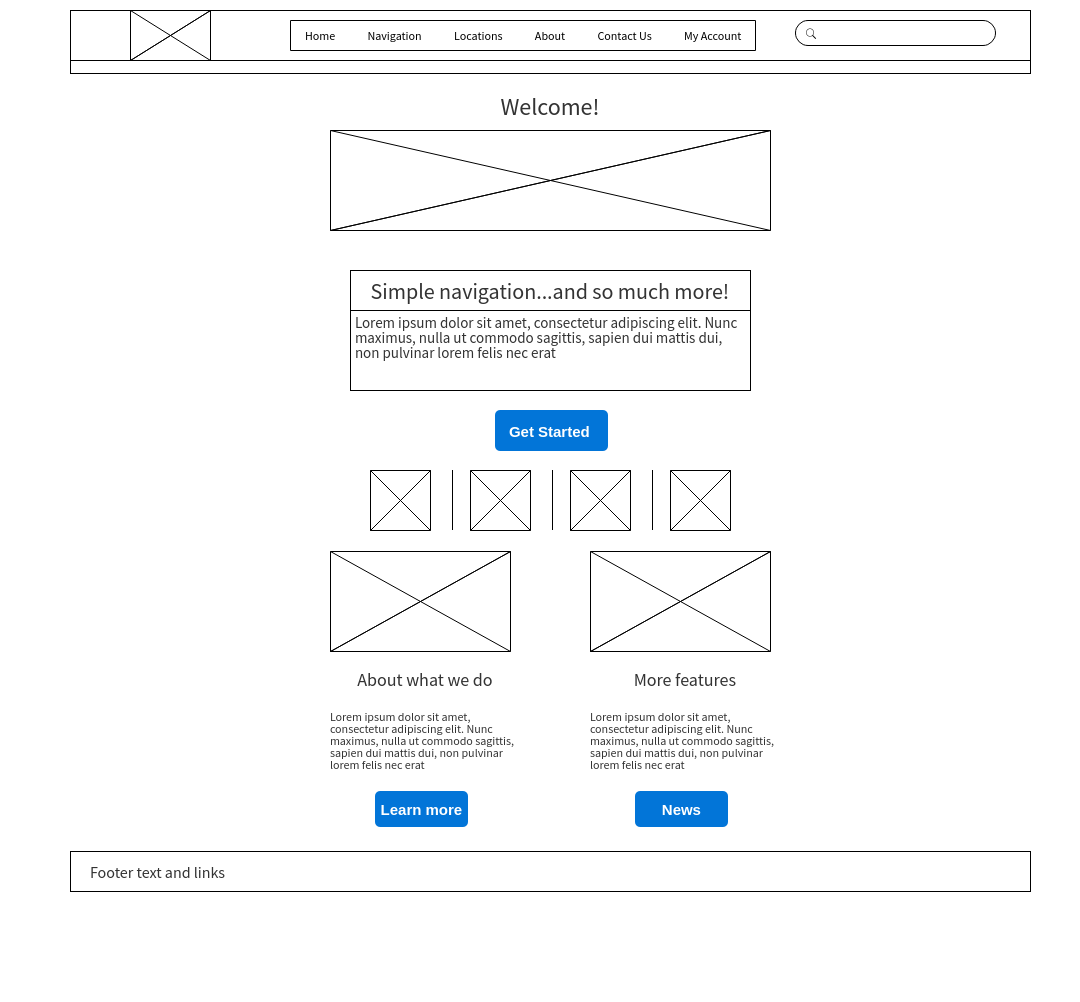 Home Navigation Locations About Contact Us My Account
Welcome!
Simple navigation...and so much more!
Lorem ipsum dolor sit amet, consectetur adipiscing elit. Nunc
maximus, nulla ut commodo sagittis, sapien dui mattis dui,
non pulvinar lorem felis nec erat
Get Started
About what we do
Lorem ipsum dolor sit amet,
consectetur adipiscing elit. Nunc
maximus, nulla ut commodo sagittis,
sapien dui mattis dui, non pulvinar
lorem felis nec erat
Learn more
More features
Lorem ipsum dolor sit amet,
consectetur adipiscing elit. Nunc
maximus, nulla ut commodo sagittis,
sapien dui mattis dui, non pulvinar
lorem felis nec erat
News
Footer text and links